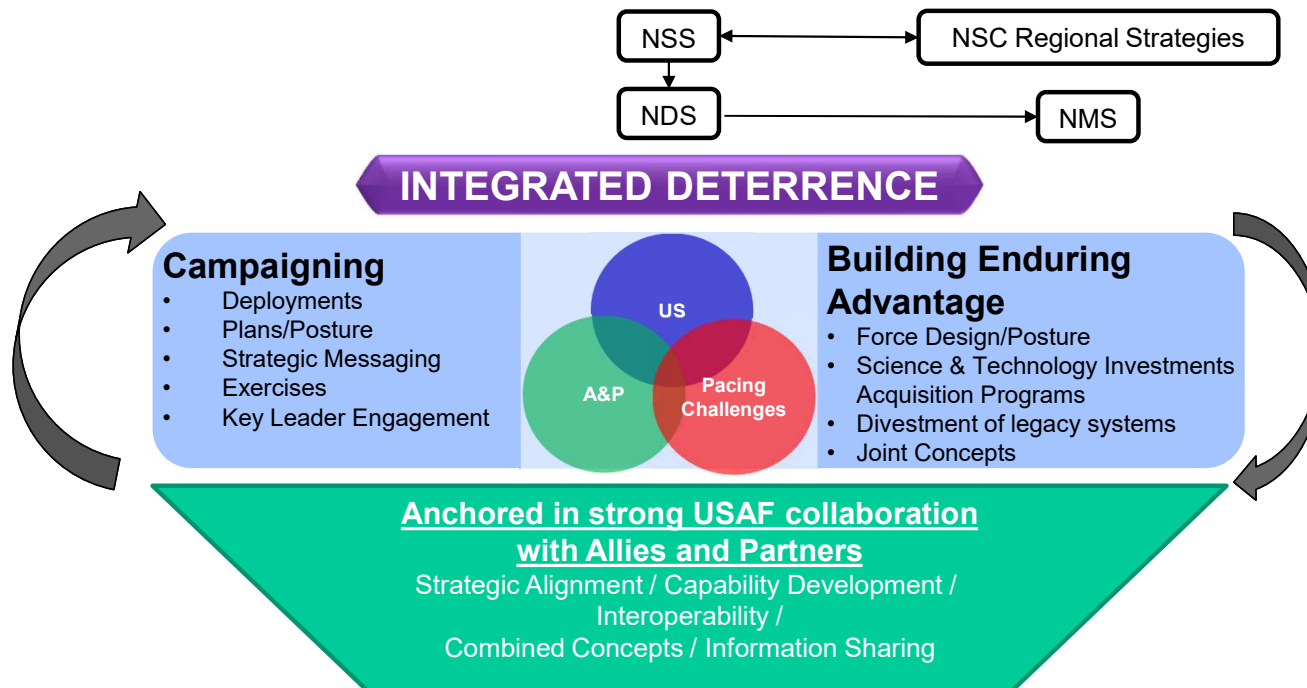 NSS
NSC Regional Strategies
NDS
NMS
INTEGRATED DETERRENCE
Campaigning
• Deployments
• Plans/Posture
• Strategic Messaging
• Exercises
• Key Leader Engagement
US
A&P
Pacing
Challenges
Building Enduring
Advantage
• Force Design/Posture
• Science & Technology Investments
Acquisition Programs
• Divestment of legacy systems
• Joint Concepts
Anchored in strong USAF collaboration
with Allies and Partners
Strategic Alignment / Capability Development /
Interoperability /
Combined Concepts / Information Sharing